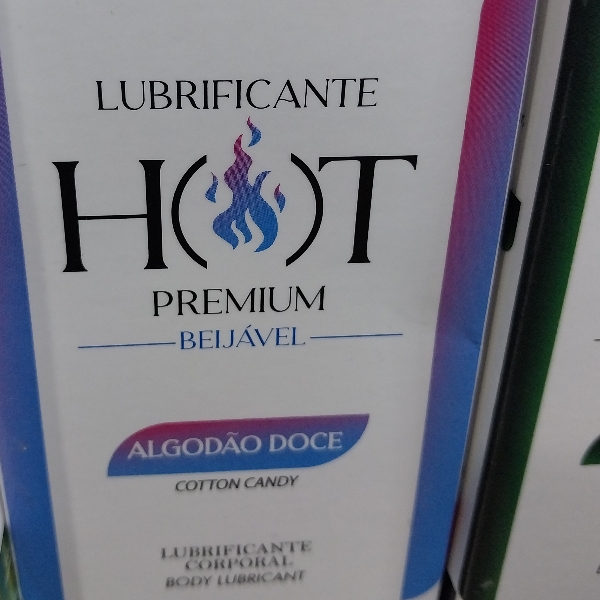 LUBRIFICANTE
HOT
PREMIUM
BEIJÁVEL
ALGODÃO DOCE
COTTON CANDY
LUBRIFICANTE
CORPORAL
BODY LUBRICANT